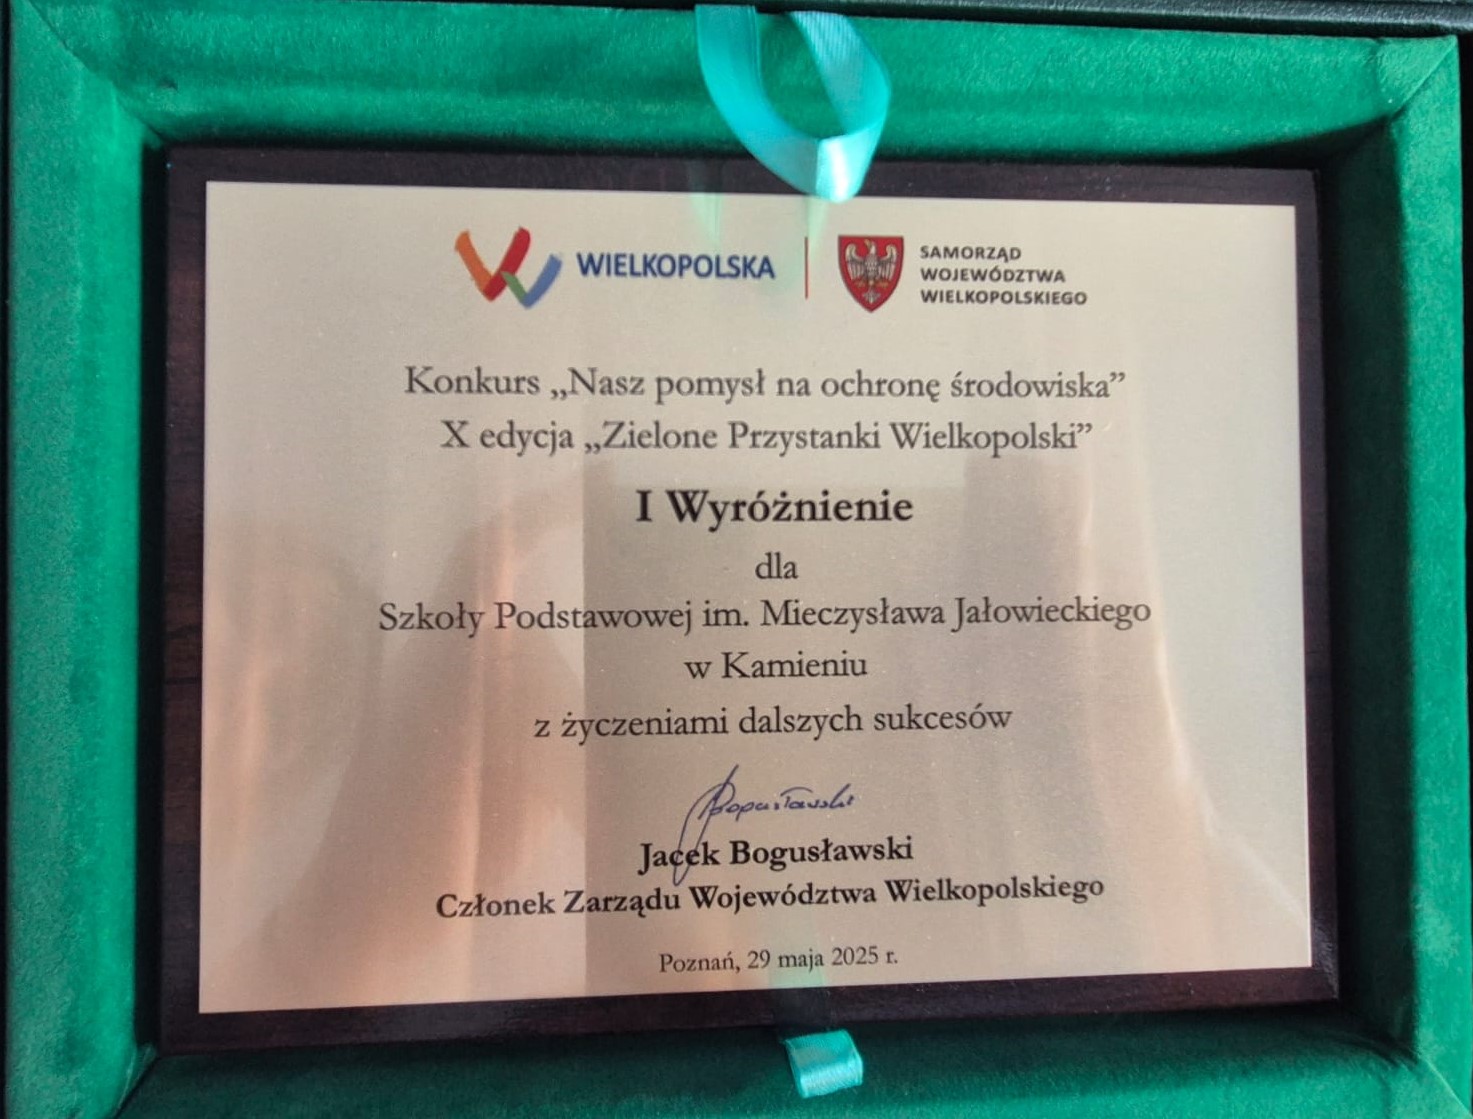 WIELKOPOLSKA
SAMORZĄD
WOJEWÓDZTWA
WIELKOPOLSKIEGO
Konkurs „Nasz pomysł na ochronę środowiska”
X edycja „Zielone Przystanki Wielkopolski”
I Wyróżnienie
dla
Szkoły Podstawowej im. Mieczysława Jałowieckiego
w Kamieniu
z życzeniami dalszych sukcesów
Bogusławski
Jacek Bogusławski
Członek Zarządu Województwa Wielkopolskiego
Poznań, 29 maja 2025 r.